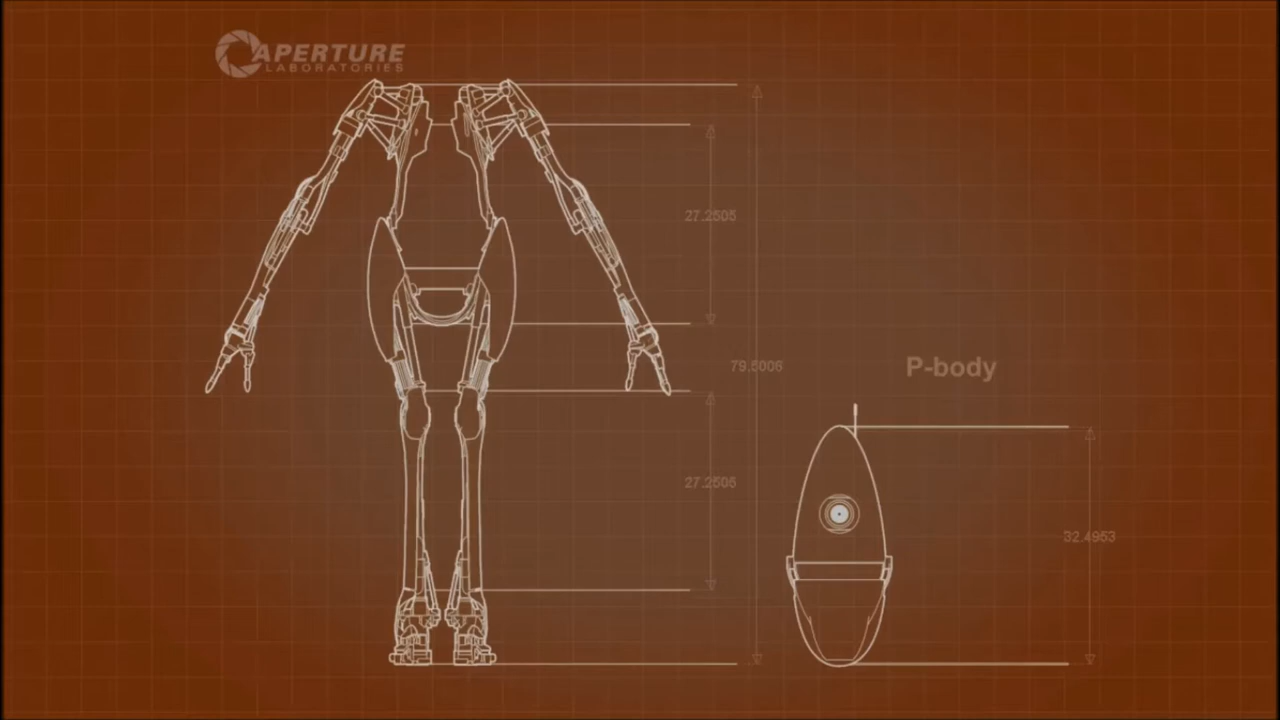 APERTURE
LABORATORIES
27.2505
79.5006
P-body
27.2506
32.4953